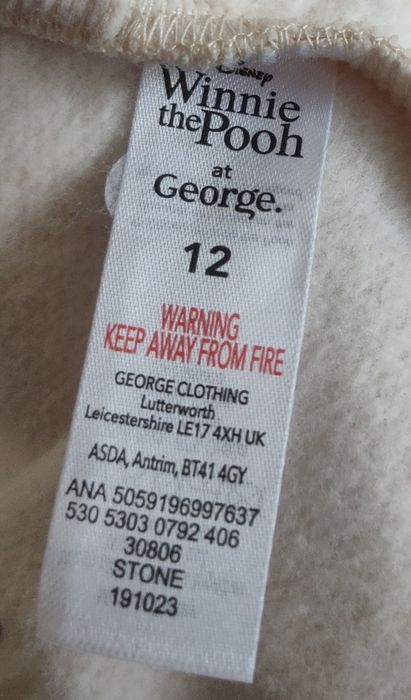 Disney
Winnie
the Pooh
at
George.
12
WARNING
KEEP AWAY FROM FIRE
GEORGE CLOTHING
Lutterworth
Leicestershire LE17 4XH UK
ASDA, Antrim, BT41 4GY
ANA 5059196997637
530 5303 0792 406
30806
STONE
191023